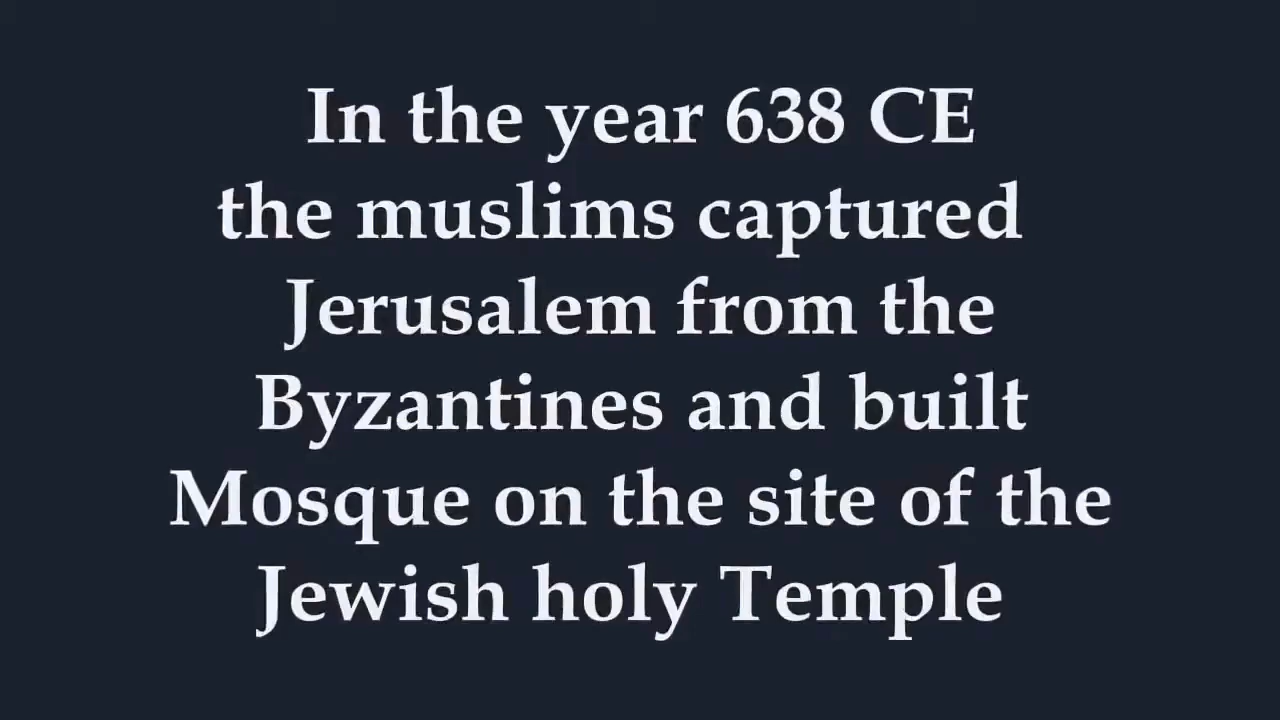 In the year 638 CE
the muslims captured
Jerusalem from the
Byzantines and built
Mosque on the site of the
Jewish holy Temple